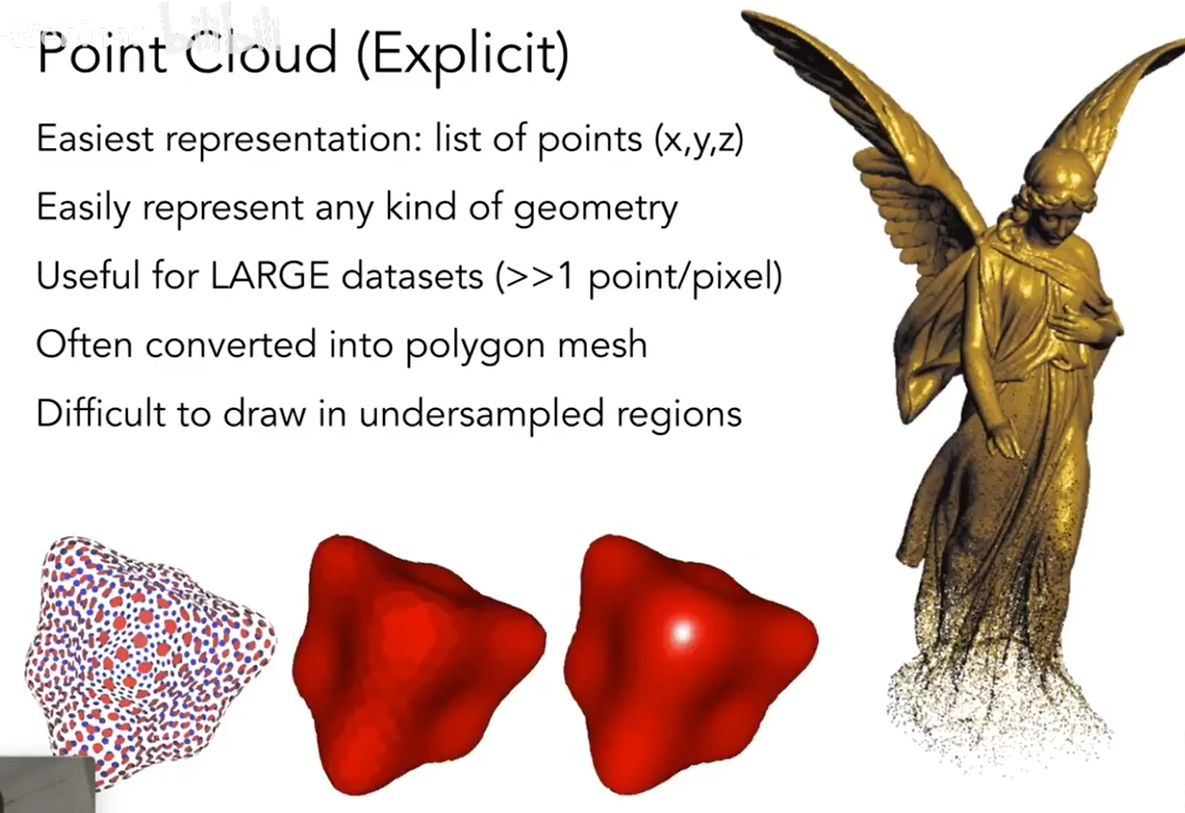 Point Cloud (Explicit)
Easiest representation: list of points (x,y,z)
Easily represent any kind of geometry
Useful for LARGE datasets (>>1 point/pixel)
Often converted into polygon mesh
Difficult to draw in undersampled regions